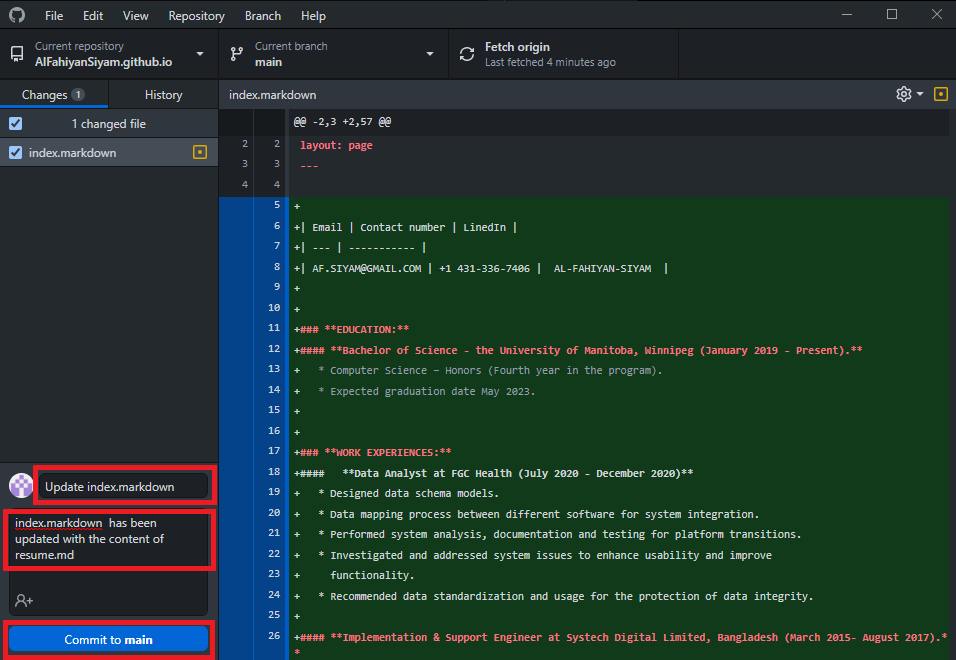 File Edit View Repository Branch Help
Current repository
AlFahiyanSiyam.github.io
Current branch
main
Fetch origin
Last fetched 4 minutes ago
Changes 1
History
index.markdown
1 changed file
index.markdown
@@ -2,3 +2,57 @@
2 2 layout: page
3 3 ---
4 4
5 +
6 +| Email | Contact number | LinedIn |
7 +| --- | ----------- |
8 +| AF.SIYAM@GMAIL.COM | +1 431-336-7406 | AL-FAHIYAN-SIYAM |
9 +
10 +
11 +### **EDUCATION:**
12 +#### **Bachelor of Science - the University of Manitoba, Winnipeg (January 2019 - Present).**
13 + * Computer Science – Honors (Fourth year in the program).
14 + * Expected graduation date May 2023.
15 +
16 +
17 +### **WORK EXPERIENCES:**
18 +#### **Data Analyst at FGC Health (July 2020 - December 2020)**
19 + * Designed data schema models.
20 + * Data mapping process between different software for system integration.
21 + * Performed system analysis, documentation and testing for platform transitions.
22 + * Investigated and addressed system issues to enhance usability and improve
23 + functionality.
24 + * Recommended data standardization and usage for the protection of data integrity.
25 +
26 +#### **Implementation & Support Engineer at Systech Digital Limited, Bangladesh (March 2015- August 2017).*
*
Update index.markdown
index.markdown has been
updated with the content of
resume.md
Commit to main